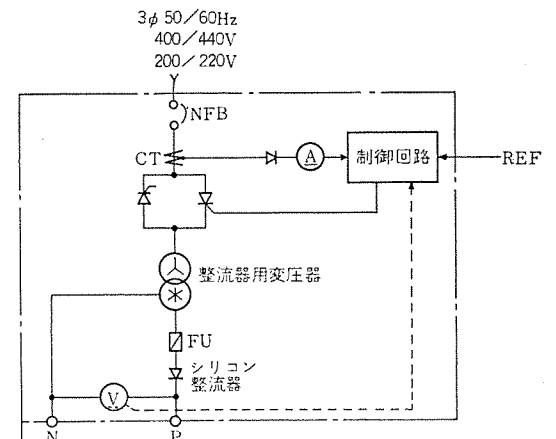 3φ 50/60Hz
400/440V
200/220V
NFB
CT
A
制御回路
REF
整流器用変圧器
FU
シリコン
整流器
V
N
P